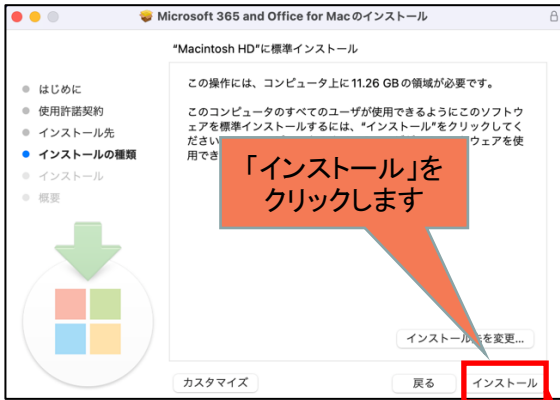 Microsoft 365 and Office for Mac のインストール
“Macintosh HD”に標準インストール
はじめに
使用許諾契約
インストール先
インストールの種類
インストール
概要
この操作には、コンピュータ上に11.26 GBの領域が必要です。
このコンピュータのすべてのユーザが使用できるようにこのソフトウ
ェアを標準インストールするには、“インストール”をクリックしてく
ださい
ウェアを使
用でき
「インストール」を
クリックします
インストール を変更...
カスタマイズ
戻る
インストール